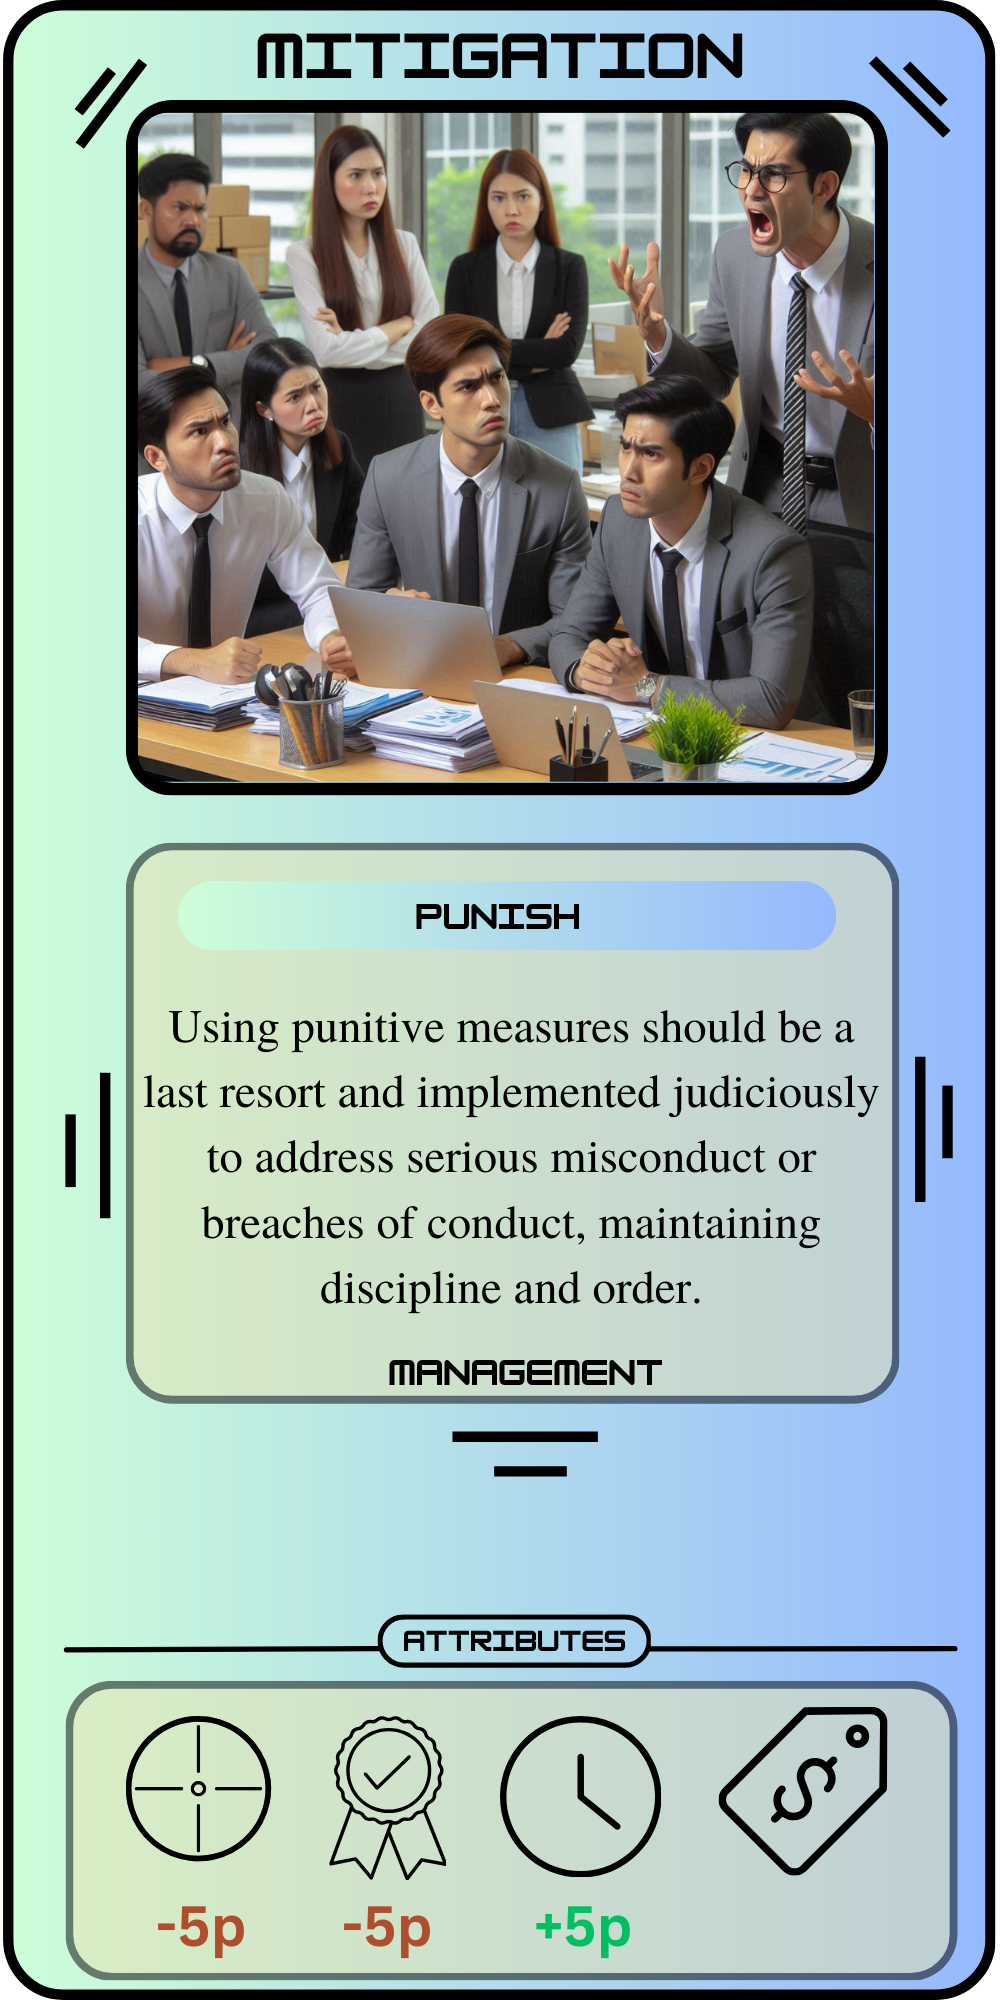 MITIGATION
PUNISH
Using punitive measures should be a
last resort and implemented judiciously
to address serious misconduct or
breaches of conduct, maintaining
discipline and order.
MANAGEMENT
ATTRIBUTES
$
-5p -5p +5p